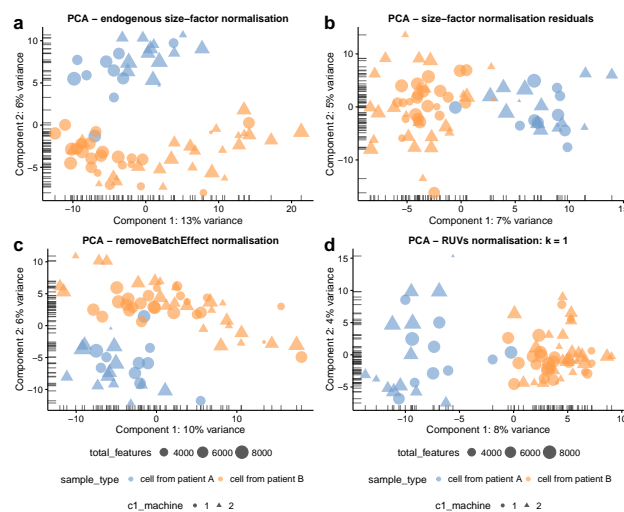 a
PCA – endogenous size–factor normalisation
Component 2: 6% variance
10
5
0
−5
−10
0
10
20
Component 1: 13% variance
b
PCA – size–factor normalisation residuals
Component 2: 5% variance
10
0
−10
−5
0
5
10
15
Component 1: 7% variance
c
PCA – removeBatchEffect normalisation
Component 2: 6% variance
10
5
0
−5
−10
−10
0
10
Component 1: 10% variance
total_features 4000 6000 8000
sample_type cell from patient A cell from patient B
c1_machine 1 2
d
PCA – RUVs normalisation: k = 1
Component 2: 4% variance
15
10
5
0
−5
−10
−5
0
5
10
Component 1: 8% variance
total_features 4000 6000 8000
sample_type cell from patient A cell from patient B
c1_machine 1 2